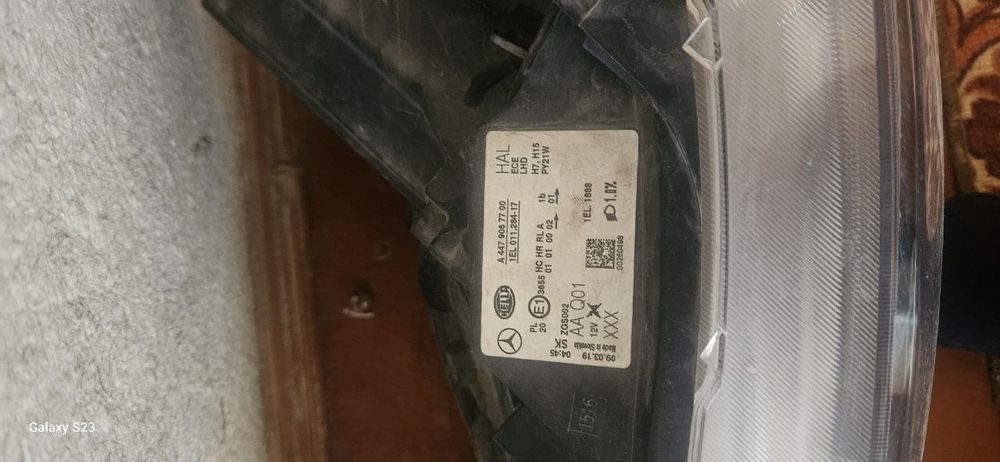 HELLA
A 447 906 77 00
1EL 011.284-17
HAL
ECE
LHD
H7, H15
PY21W
PL
20
E1
3655 HC HR RL A 1b
01 01 00 02 01
ZGS002
AA Q01
12V
XXX
SK
1EL.1888
1.0%
00260498
Made in Slovakia
09.03.19
04:45
1516
Galaxy S23